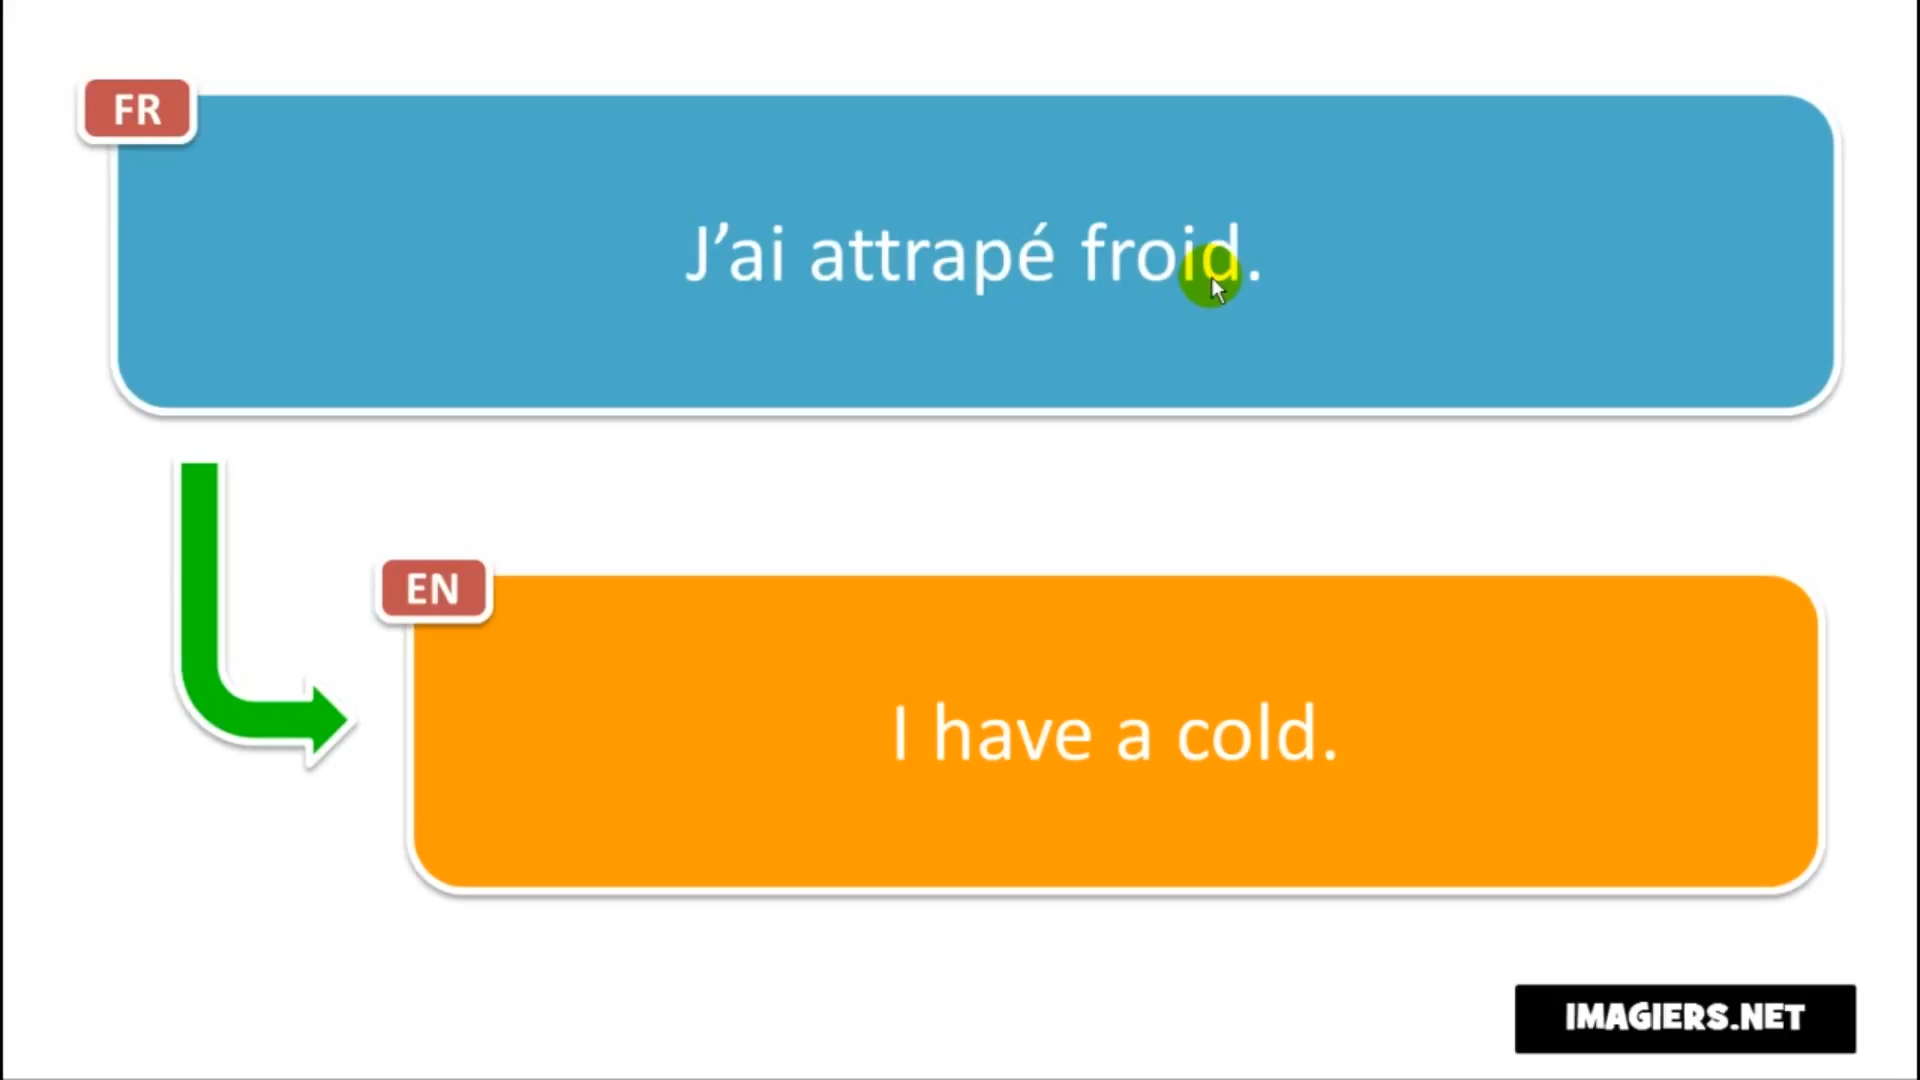 FR
J’ai attrapé froid.
EN
I have a cold.
IMAGIERS.NET